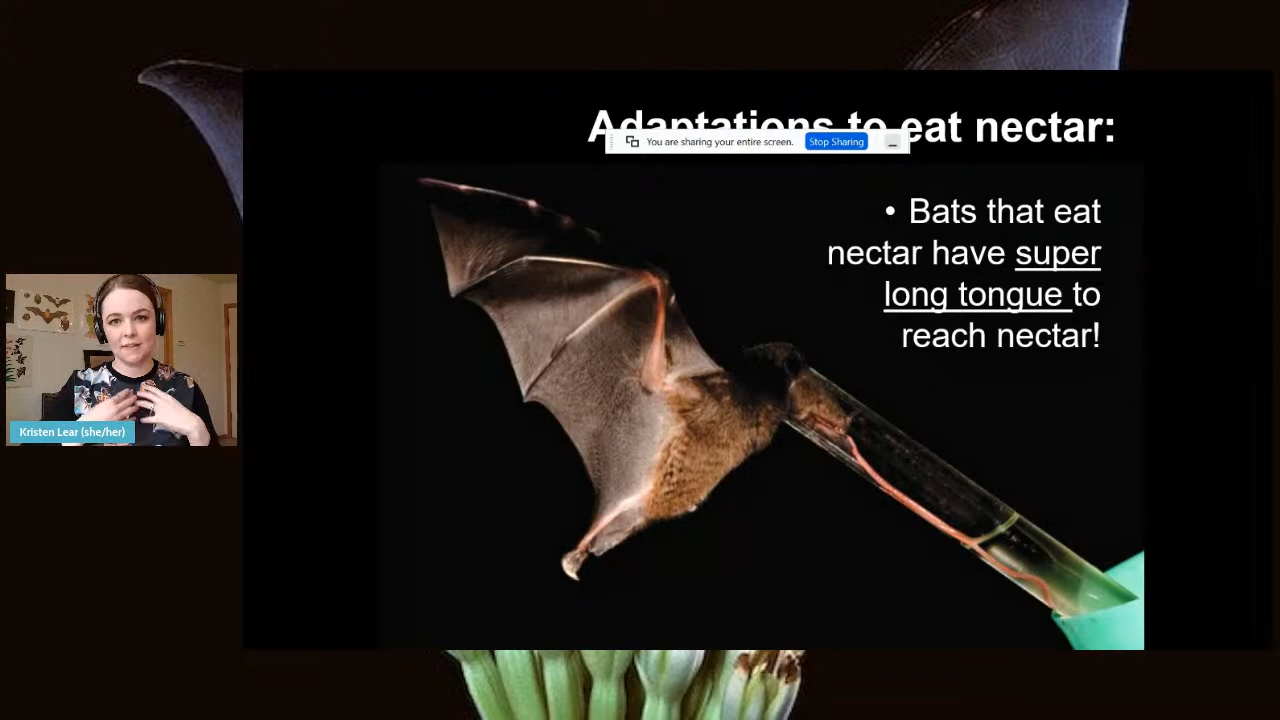 Adaptations to eat nectar:
You are sharing your entire screen.
Stop Sharing
• Bats that eat
nectar have super
long tongue to
reach nectar!
Kristen Lear (she/her)